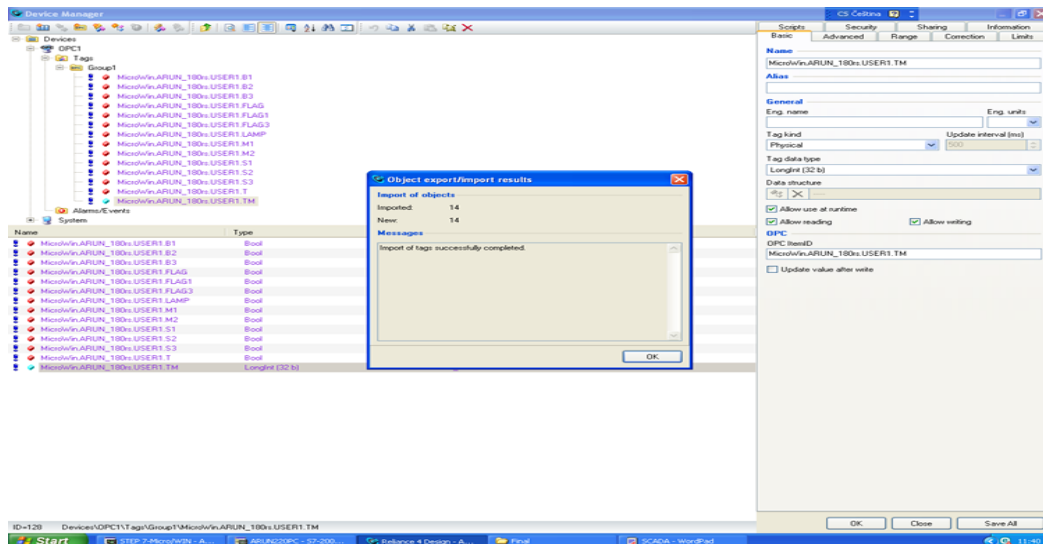 Device Manager
CS Čeština
Devices
OPC1
Tags
Group1
MicroWin.ARUN_180rs.USER1.B1
MicroWin.ARUN_180rs.USER1.B2
MicroWin.ARUN_180rs.USER1.B3
MicroWin.ARUN_180rs.USER1.FLAG
MicroWin.ARUN_180rs.USER1.FLAG1
MicroWin.ARUN_180rs.USER1.FLAG3
MicroWin.ARUN_180rs.USER1.LAMP
MicroWin.ARUN_180rs.USER1.M1
MicroWin.ARUN_180rs.USER1.M2
MicroWin.ARUN_180rs.USER1.S1
MicroWin.ARUN_180rs.USER1.S2
MicroWin.ARUN_180rs.USER1.S3
MicroWin.ARUN_180rs.USER1.T
MicroWin.ARUN_180rs.USER1.TM
Alarms/Events
System
Name Type
MicroWin.ARUN_180rs.USER1.B1 Bool
MicroWin.ARUN_180rs.USER1.B2 Bool
MicroWin.ARUN_180rs.USER1.B3 Bool
MicroWin.ARUN_180rs.USER1.FLAG Bool
MicroWin.ARUN_180rs.USER1.FLAG1 Bool
MicroWin.ARUN_180rs.USER1.FLAG3 Bool
MicroWin.ARUN_180rs.USER1.LAMP Bool
MicroWin.ARUN_180rs.USER1.M1 Bool
MicroWin.ARUN_180rs.USER1.M2 Bool
MicroWin.ARUN_180rs.USER1.S1 Bool
MicroWin.ARUN_180rs.USER1.S2 Bool
MicroWin.ARUN_180rs.USER1.S3 Bool
MicroWin.ARUN_180rs.USER1.T Bool
MicroWin.ARUN_180rs.USER1.TM LongInt (32 b)
Object export/import results
Import of objects
Imported: 14
New: 14
Messages
Import of tags successfully completed.
OK
Scripts Security Sharing Information
Basic Advanced Range Correction Limits
Name
MicroWin.ARUN_180rs.USER1.TM
Alias
General
Eng. name Eng. units
Tag kind Update interval (ms)
Physical 500
Tag data type
LongInt (32 b)
Data structure
Allow use at runtime
Allow reading Allow writing
OPC
OPC ItemID
MicroWin.ARUN_180rs.USER1.TM
Update value after write
OK Close Save All
ID=128 Devices\OPC1\Tags\Group1\MicroWin.ARUN_180rs.USER1.TM
Start STEP 7-Micro/WIN - A... ARUN220PC - S7-200... Reliance 4 Design - A... Final SCADA - WordPad 11:40